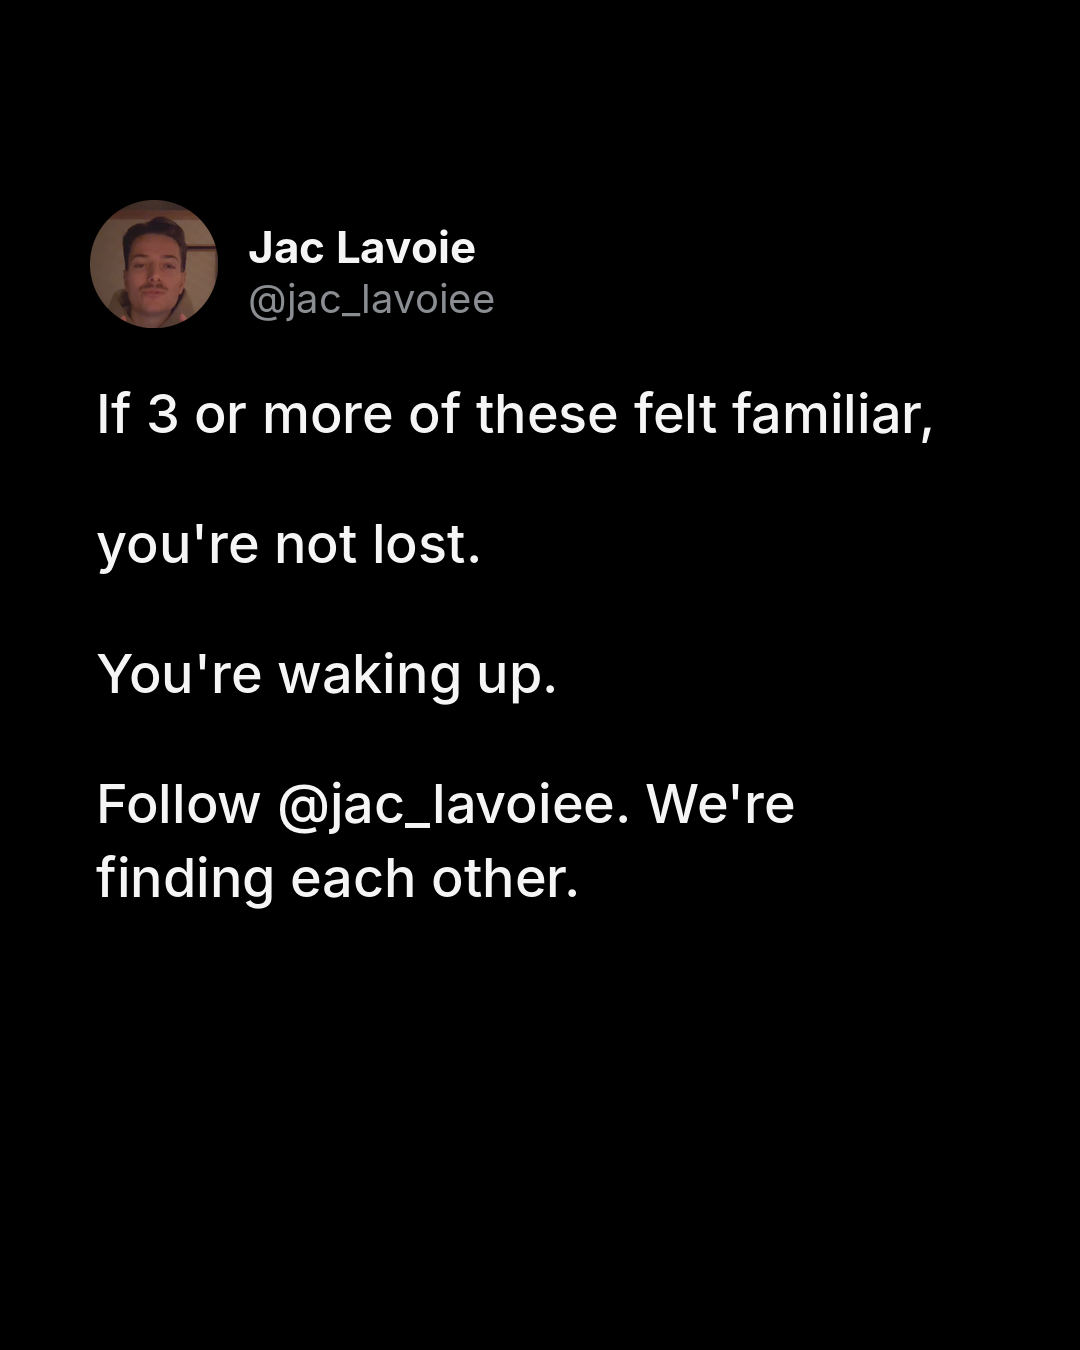 Jac Lavoie
@jac_lavoiee
If 3 or more of these felt familiar,
you're not lost.
You're waking up.
Follow @jac_lavoiee. We're
finding each other.